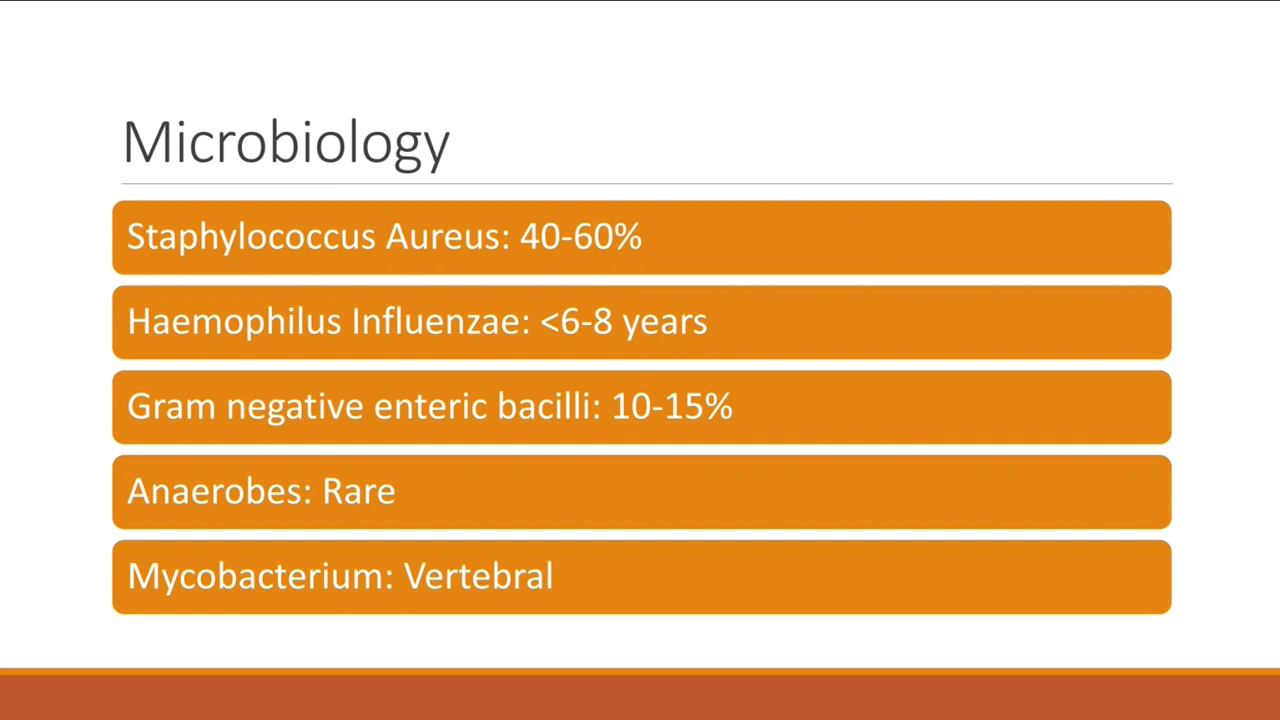 Microbiology
Staphylococcus Aureus: 40-60%
Haemophilus Influenzae: <6-8 years
Gram negative enteric bacilli: 10-15%
Anaerobes: Rare
Mycobacterium: Vertebral